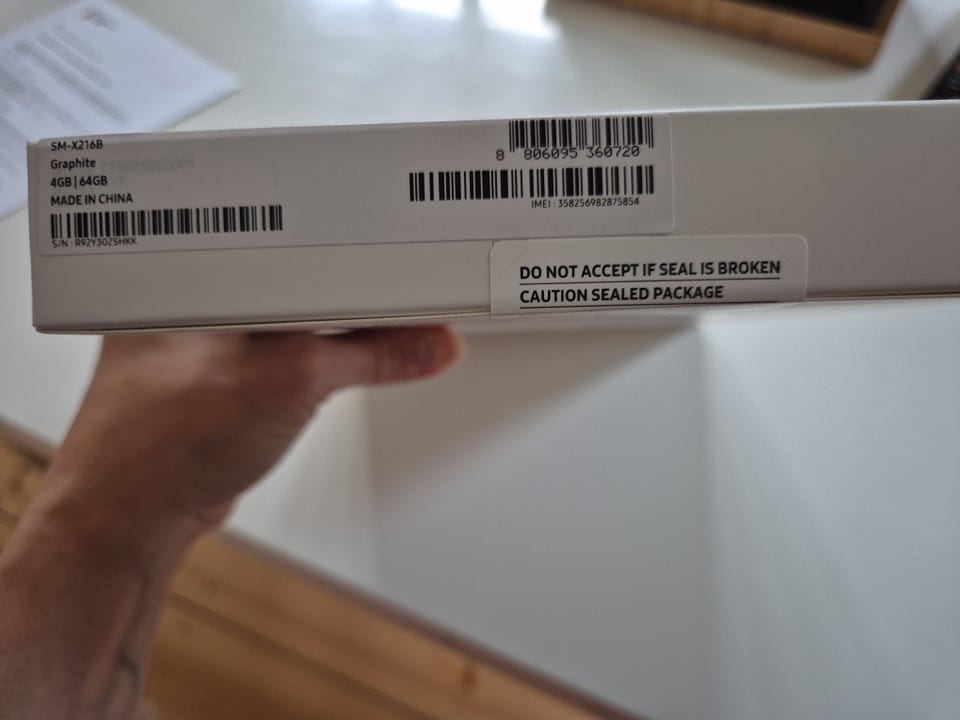 SM-X216B
Graphite
4GB | 64GB
MADE IN CHINA
S/N : R92Y30ZSHKK
8 806095 360720
IMEI : 358256982875854
DO NOT ACCEPT IF SEAL IS BROKEN
CAUTION SEALED PACKAGE